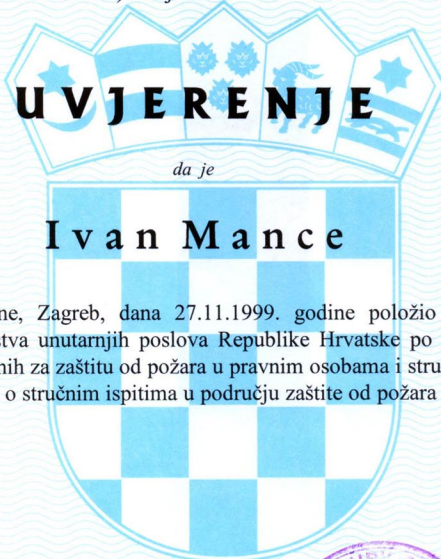 UVJERENJE
da je
Ivan Mance
ne, Zagreb, dana 27.11.1999. godine položio
stva unutarnjih poslova Republike Hrvatske po
nih za zaštitu od požara u pravnim osobama i stru
o stručnim ispitima u području zaštite od požara